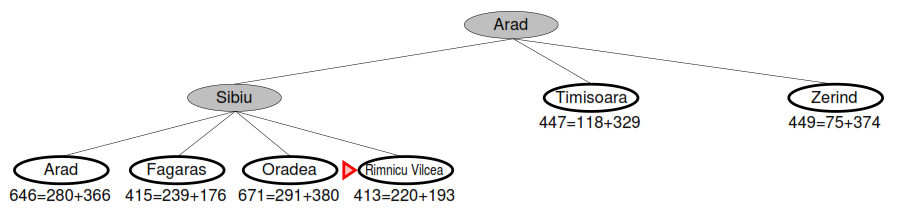 Arad
Sibiu
Timisoara
Zerind
447=118+329
449=75+374
Arad
Fagaras
Oradea
Rimnicu Vilcea
646=280+366
415=239+176
671=291+380
413=220+193